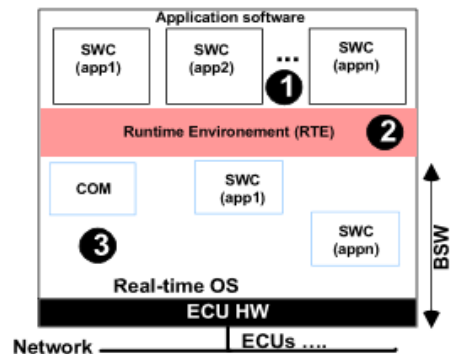 Application software
SWC
(app1)
SWC
(app2)
...
SWC
(appn)
1
Runtime Environement (RTE)
2
COM
SWC
(app1)
SWC
(appn)
3
BSW
Real-time OS
ECU HW
Network
ECUs ....